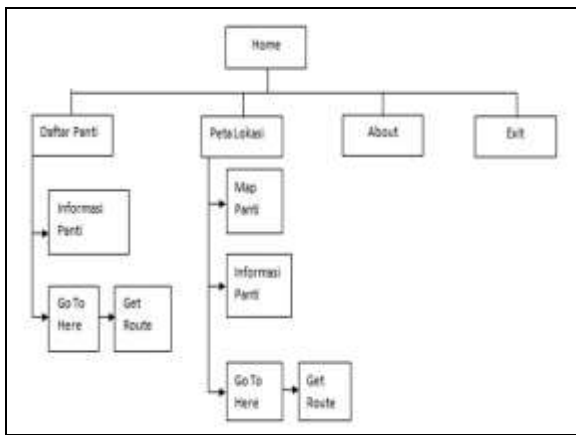 Home
Daftar Panti
Peta Lokasi
About
Exit
Informasi
Panti
Go To
Here
Get
Route
Map
Panti
Informasi
Panti
Go To
Here
Get
Route